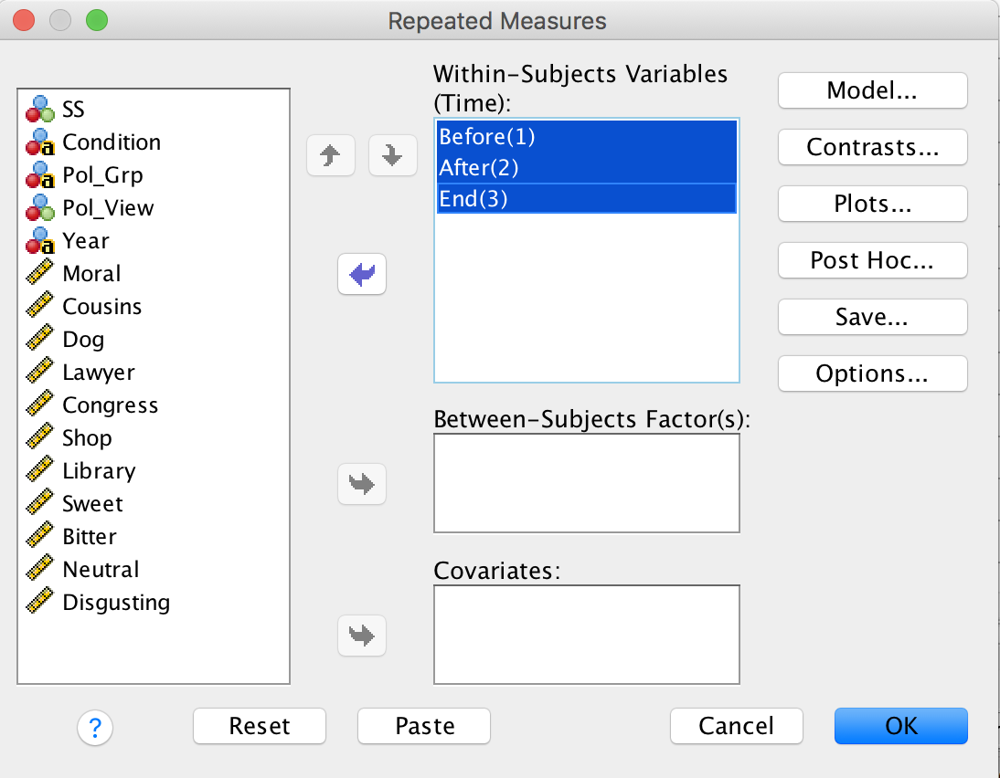 Repeated Measures
SS
Condition
Pol_Grp
Pol_View
Year
Moral
Cousins
Dog
Lawyer
Congress
Shop
Library
Sweet
Bitter
Neutral
Disgusting
Within-Subjects Variables
(Time):
Before(1)
After(2)
End(3)
Between-Subjects Factor(s):
Covariates:
Model...
Contrasts...
Plots...
Post Hoc...
Save...
Options...
?
Reset
Paste
Cancel
OK